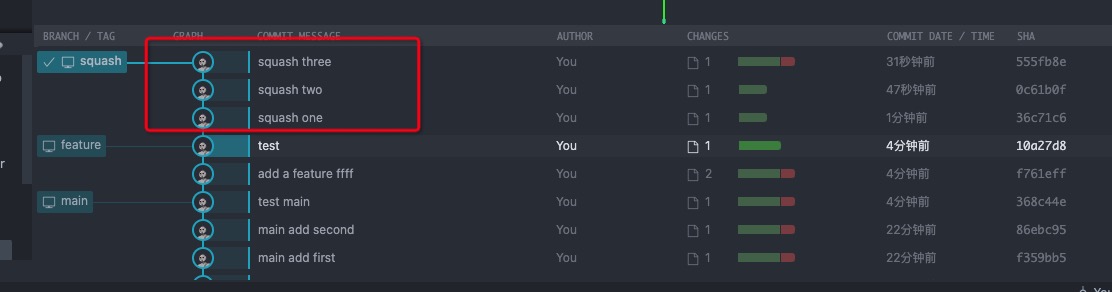 BRANCH / TAG GRAPH COMMIT MESSAGE AUTHOR CHANGES COMMIT DATE / TIME SHA
squash squash three You 1 31秒钟前 555fb8e
squash two You 1 47秒钟前 0c61b0f
squash one You 1 1分钟前 36c71c6
feature test You 1 4分钟前 10a27d8
add a feature ffff You 2 4分钟前 f761eff
r
main test main You 1 4分钟前 368c44e
main add second You 1 22分钟前 86ebc95
main add first You 1 22分钟前 f359bb5